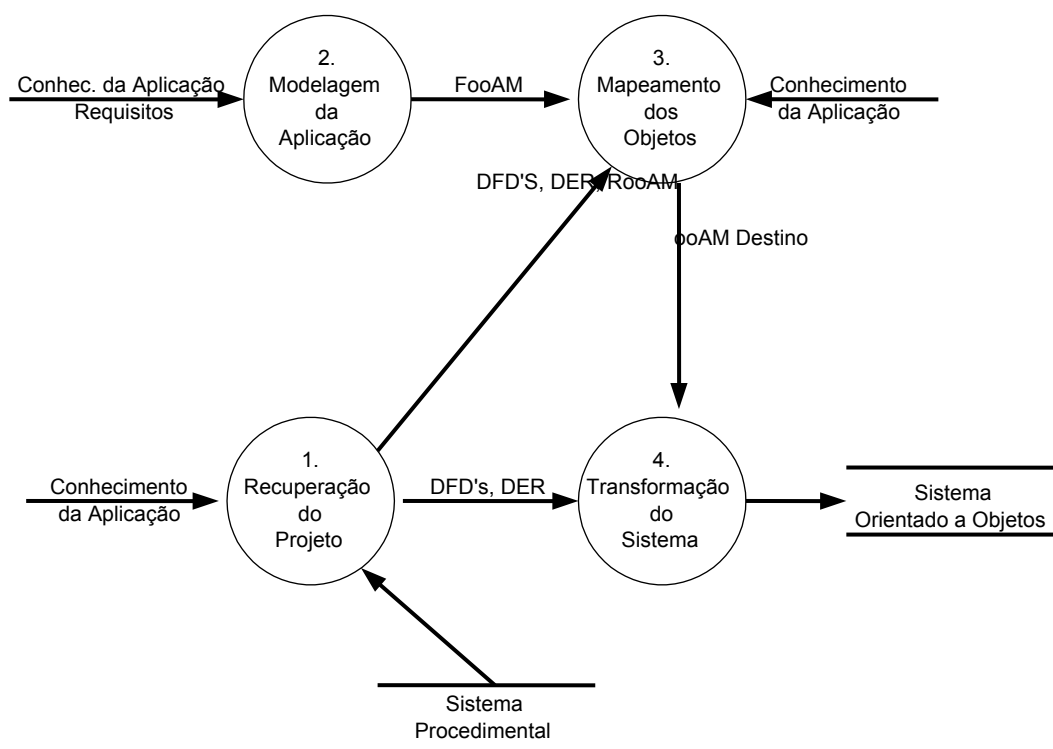 2.
Modelagem
da
Aplicação
3.
Mapeamento
dos
Objetos
Conhec. da Aplicação
Requisitos
FooAM
Conhecimento
da Aplicação
DFD'S, DER, RooAM
ooAM Destino
1.
Recuperação
do
Projeto
4.
Transformação
do
Sistema
Conhecimento
da Aplicação
DFD's, DER
Sistema
Orientado a Objetos
Sistema
Procedimental